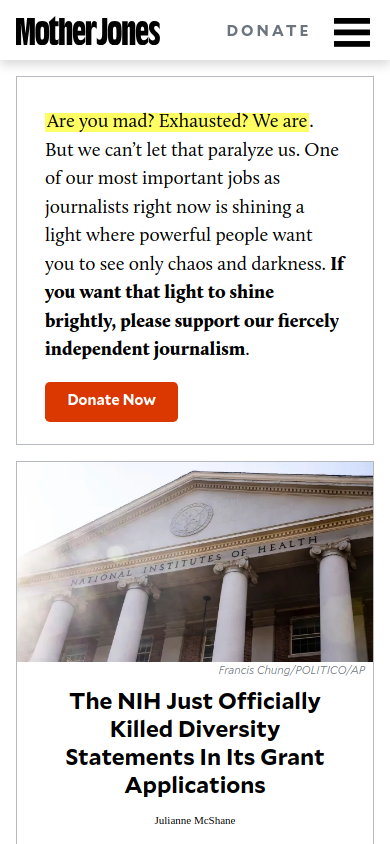 Mother Jones
DONATE
Are you mad? Exhausted? We are.
But we can’t let that paralyze us. One
of our most important jobs as
journalists right now is shining a
light where powerful people want
you to see only chaos and darkness. If
you want that light to shine
brightly, please support our fiercely
independent journalism.
Donate Now
NATIONAL INSTITUTES OF HEALTH
Francis Chung/POLITICO/AP
The NIH Just Officially
Killed Diversity
Statements In Its Grant
Applications
Julianne McShane